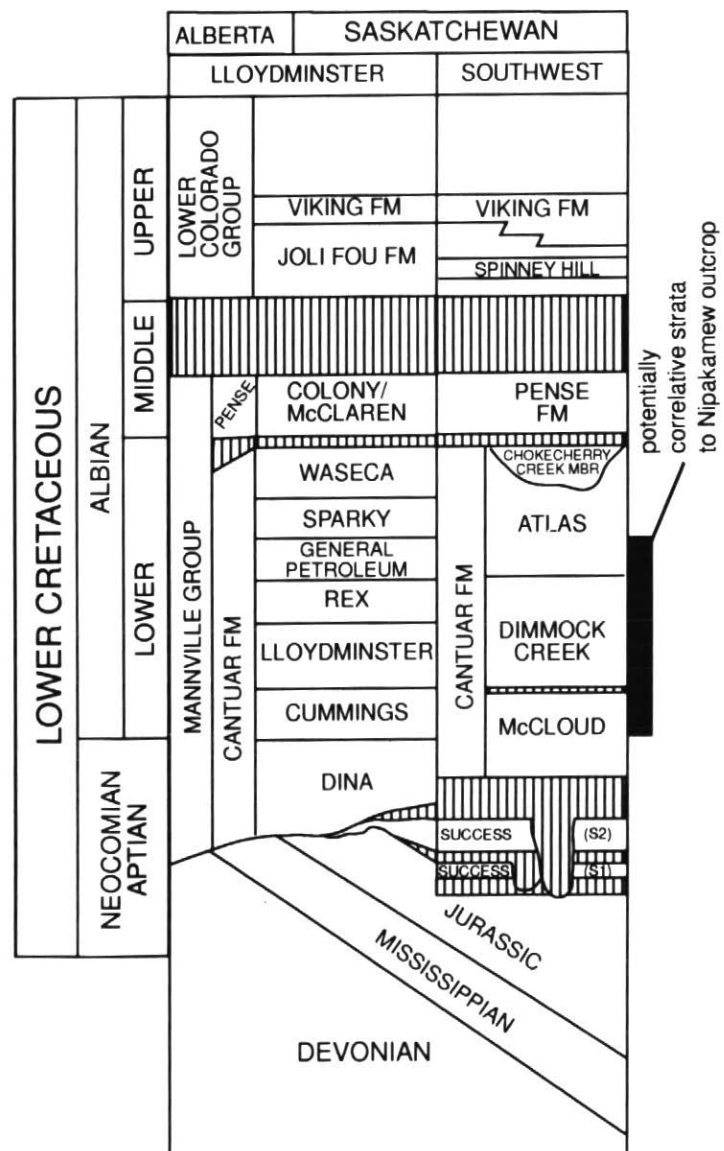 ALBERTA
SASKATCHEWAN
LLOYDMINSTER
SOUTHWEST
LOWER CRETACEOUS
ALBIAN
NEOCOMIAN
APTIAN
UPPER
MIDDLE
LOWER
LOWER
COLORADO
GROUP
MANNVILLE GROUP
PENSE
CANTUAR FM
VIKING FM
JOLI FOU FM
COLONY/
McCLAREN
WASECA
SPARKY
GENERAL
PETROLEUM
REX
LLOYDMINSTER
CUMMINGS
DINA
VIKING FM
SPINNEY HILL
PENSE
FM
CANTUAR FM
CHOKECHERRY
CREEK MBR
ATLAS
DIMMOCK
CREEK
McCLOUD
SUCCESS
(S2)
SUCCESS
(S1)
JURASSIC
MISSISSIPPIAN
DEVONIAN
potentially
correlative strata
to Nipakamew outcrop